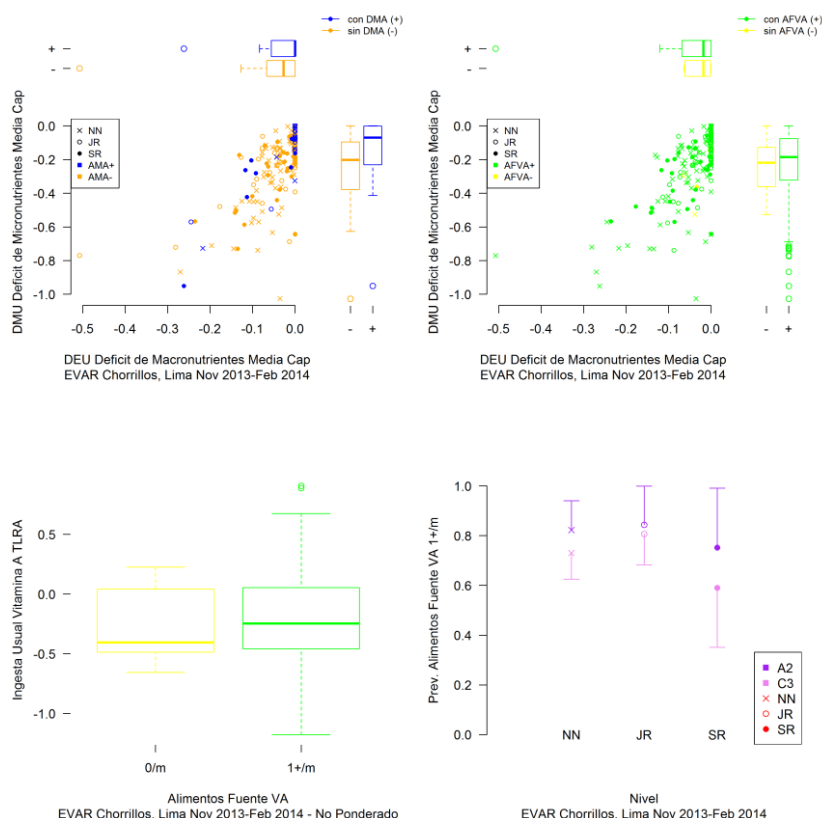 con DMA (+)
sin DMA (-)
+
-
DMU Deficit de Micronutrientes Media Cap
0.0
-0.2
-0.4
-0.6
-0.8
-1.0
NN
JR
SR
AMA+
AMA-
-0.5
-0.4
-0.3
-0.2
-0.1
0.0
-
+
DEU Deficit de Macronutrientes Media Cap
EVAR Chorrillos, Lima Nov 2013-Feb 2014
con AFVA (+)
sin AFVA (-)
+
-
DMU Deficit de Micronutrientes Media Cap
0.0
-0.2
-0.4
-0.6
-0.8
-1.0
NN
JR
SR
AFVA+
AFVA-
-0.5
-0.4
-0.3
-0.2
-0.1
0.0
-
+
DEU Deficit de Macronutrientes Media Cap
EVAR Chorrillos, Lima Nov 2013-Feb 2014
Ingesta Usual Vitamina A TLRA
0.5
0.0
-0.5
-1.0
0/m
1+/m
Alimentos Fuente VA
EVAR Chorrillos, Lima Nov 2013-Feb 2014 - No Ponderado
Prev. Alimentos Fuente VA 1+/m
1.0
0.8
0.6
0.4
0.2
0.0
NN
JR
SR
A2
C3
NN
JR
SR
Nivel
EVAR Chorrillos, Lima Nov 2013-Feb 2014